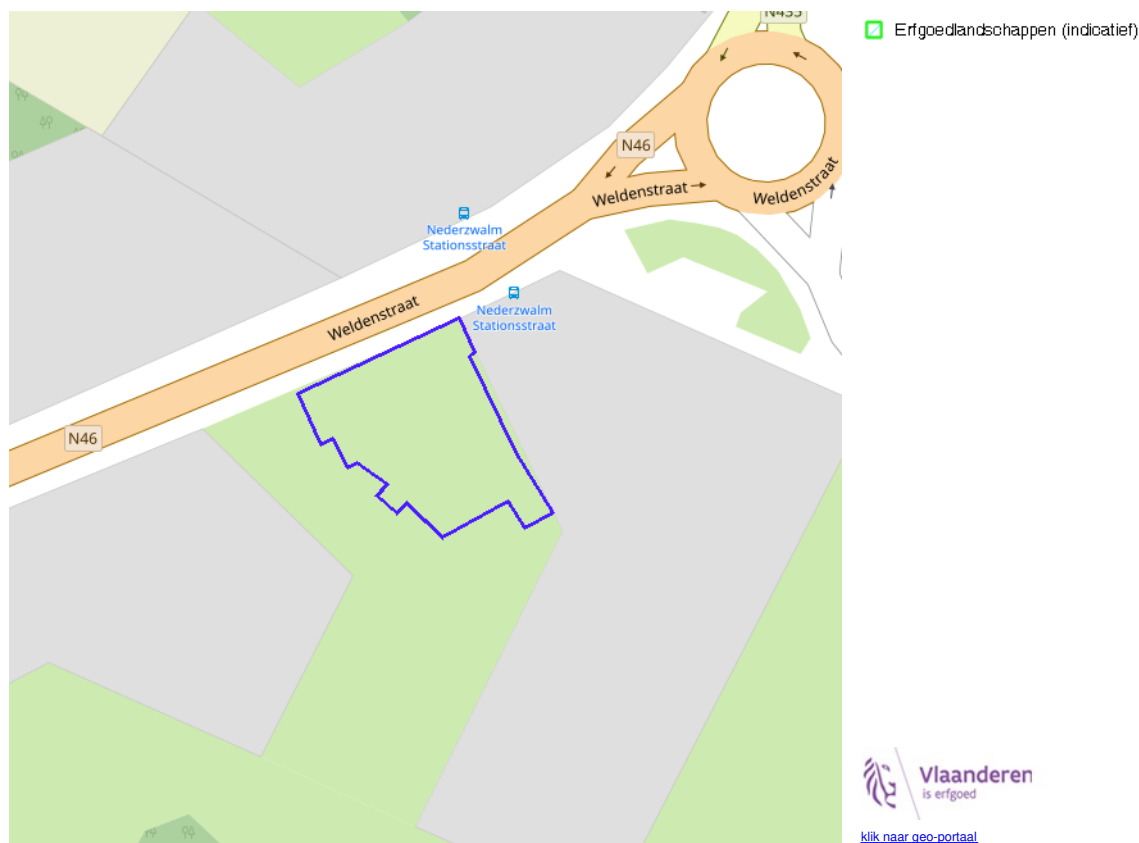 N435
Erfgoedlandschappen (indicatief)
N46
Weldenstraat
Weldenstraat
Nederzwalm
Stationsstraat
Nederzwalm
Stationsstraat
Weldenstraat
N46
Vlaanderen
is erfgoed
klik naar geo-portaal